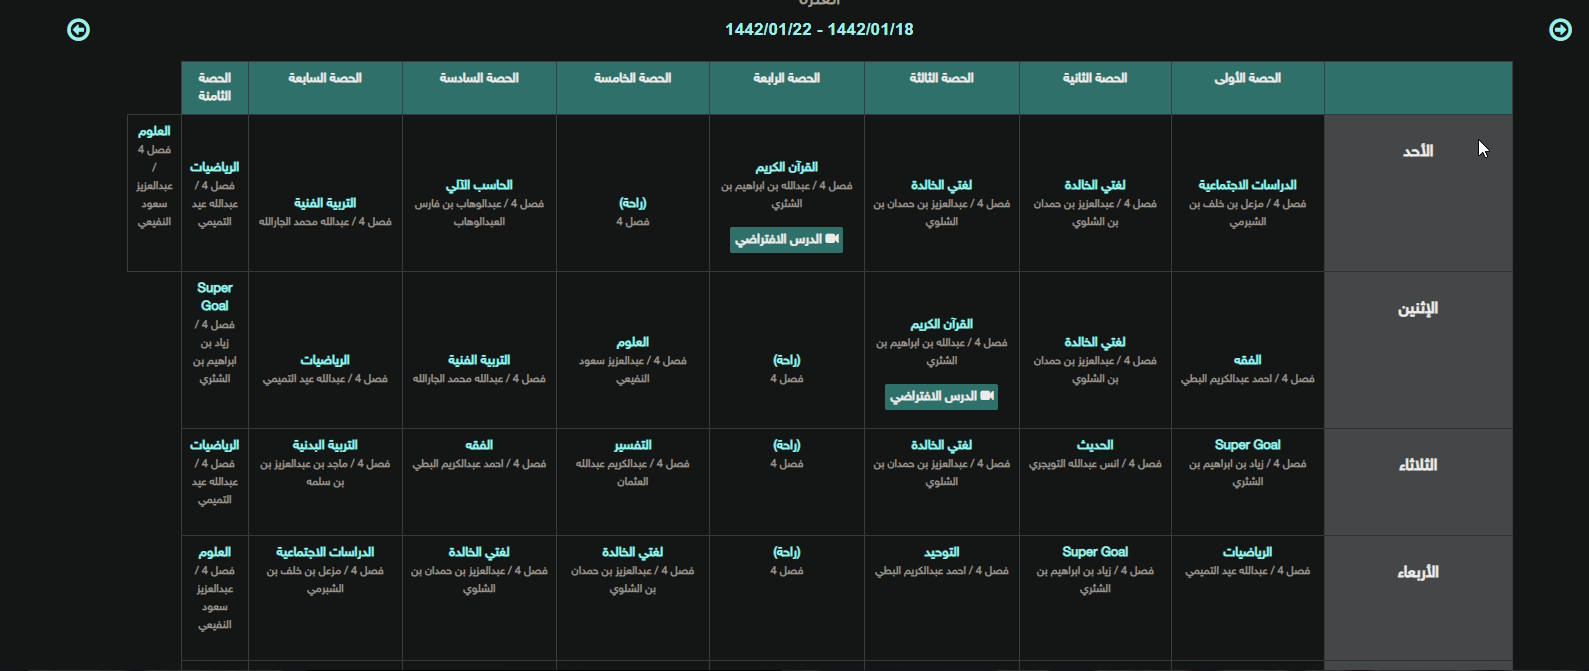 الفترة
1442/01/22 - 1442/01/18
الحصة الأولى
الحصة الثانية
الحصة الثالثة
الحصة الرابعة
الحصة الخامسة
الحصة السادسة
الحصة السابعة
الحصة
الثامنة
الأحد
الدراسات الاجتماعية
فصل 4 / مزعل بن خلف بن
الشبرمي
لغتي الخالدة
فصل 4 / عبدالعزيز بن حمدان
بن الشلوي
لغتي الخالدة
فصل 4 / عبدالعزيز بن حمدان بن
الشلوي
القرآن الكريم
فصل 4 / عبدالله بن ابراهيم بن
الشثري
الدرس الافتراضي
(راحة)
فصل 4
الحاسب الآلي
فصل 4 / عبدالوهاب بن فارس
العبدالوهاب
التربية الفنية
فصل 4 / عبدالله محمد الجارالله
الرياضيات
فصل 4 /
عبدالله عيد
التميمي
العلوم
فصل 4
/
عبدالعزيز
سعود
النفيعي
الإثنين
الفقه
فصل 4 / احمد عبدالكريم البطي
لغتي الخالدة
فصل 4 / عبدالعزيز بن حمدان
بن الشلوي
القرآن الكريم
فصل 4 / عبدالله بن ابراهيم بن
الشثري
الدرس الافتراضي
(راحة)
فصل 4
العلوم
فصل 4 / عبدالعزيز سعود
النفيعي
التربية الفنية
فصل 4 / عبدالله محمد الجارالله
الرياضيات
فصل 4 / عبدالله عيد التميمي
Super
Goal
فصل 4 /
زياد بن
ابراهيم بن
الشثري
الثلاثاء
Super Goal
فصل 4 / زياد بن ابراهيم بن
الشثري
الحديث
فصل 4 / انس عبدالله التويجري
لغتي الخالدة
فصل 4 / عبدالعزيز بن حمدان بن
الشلوي
(راحة)
فصل 4
التفسير
فصل 4 / عبدالكريم عبدالله
العثمان
الفقه
فصل 4 / احمد عبدالكريم البطي
التربية البدنية
فصل 4 / ماجد بن عبدالعزيز بن
بن سلمه
الرياضيات
فصل 4 /
عبدالله عيد
التميمي
الأربعاء
الرياضيات
فصل 4 / عبدالله عيد التميمي
Super Goal
فصل 4 / زياد بن ابراهيم بن
الشثري
التوحيد
فصل 4 / احمد عبدالكريم البطي
(راحة)
فصل 4
لغتي الخالدة
فصل 4 / عبدالعزيز بن حمدان
بن الشلوي
لغتي الخالدة
فصل 4 / عبدالعزيز بن حمدان بن
الشلوي
الدراسات الاجتماعية
فصل 4 / مزعل بن خلف بن
الشبرمي
العلوم
فصل 4 /
عبدالعزيز
سعود
النفيعي